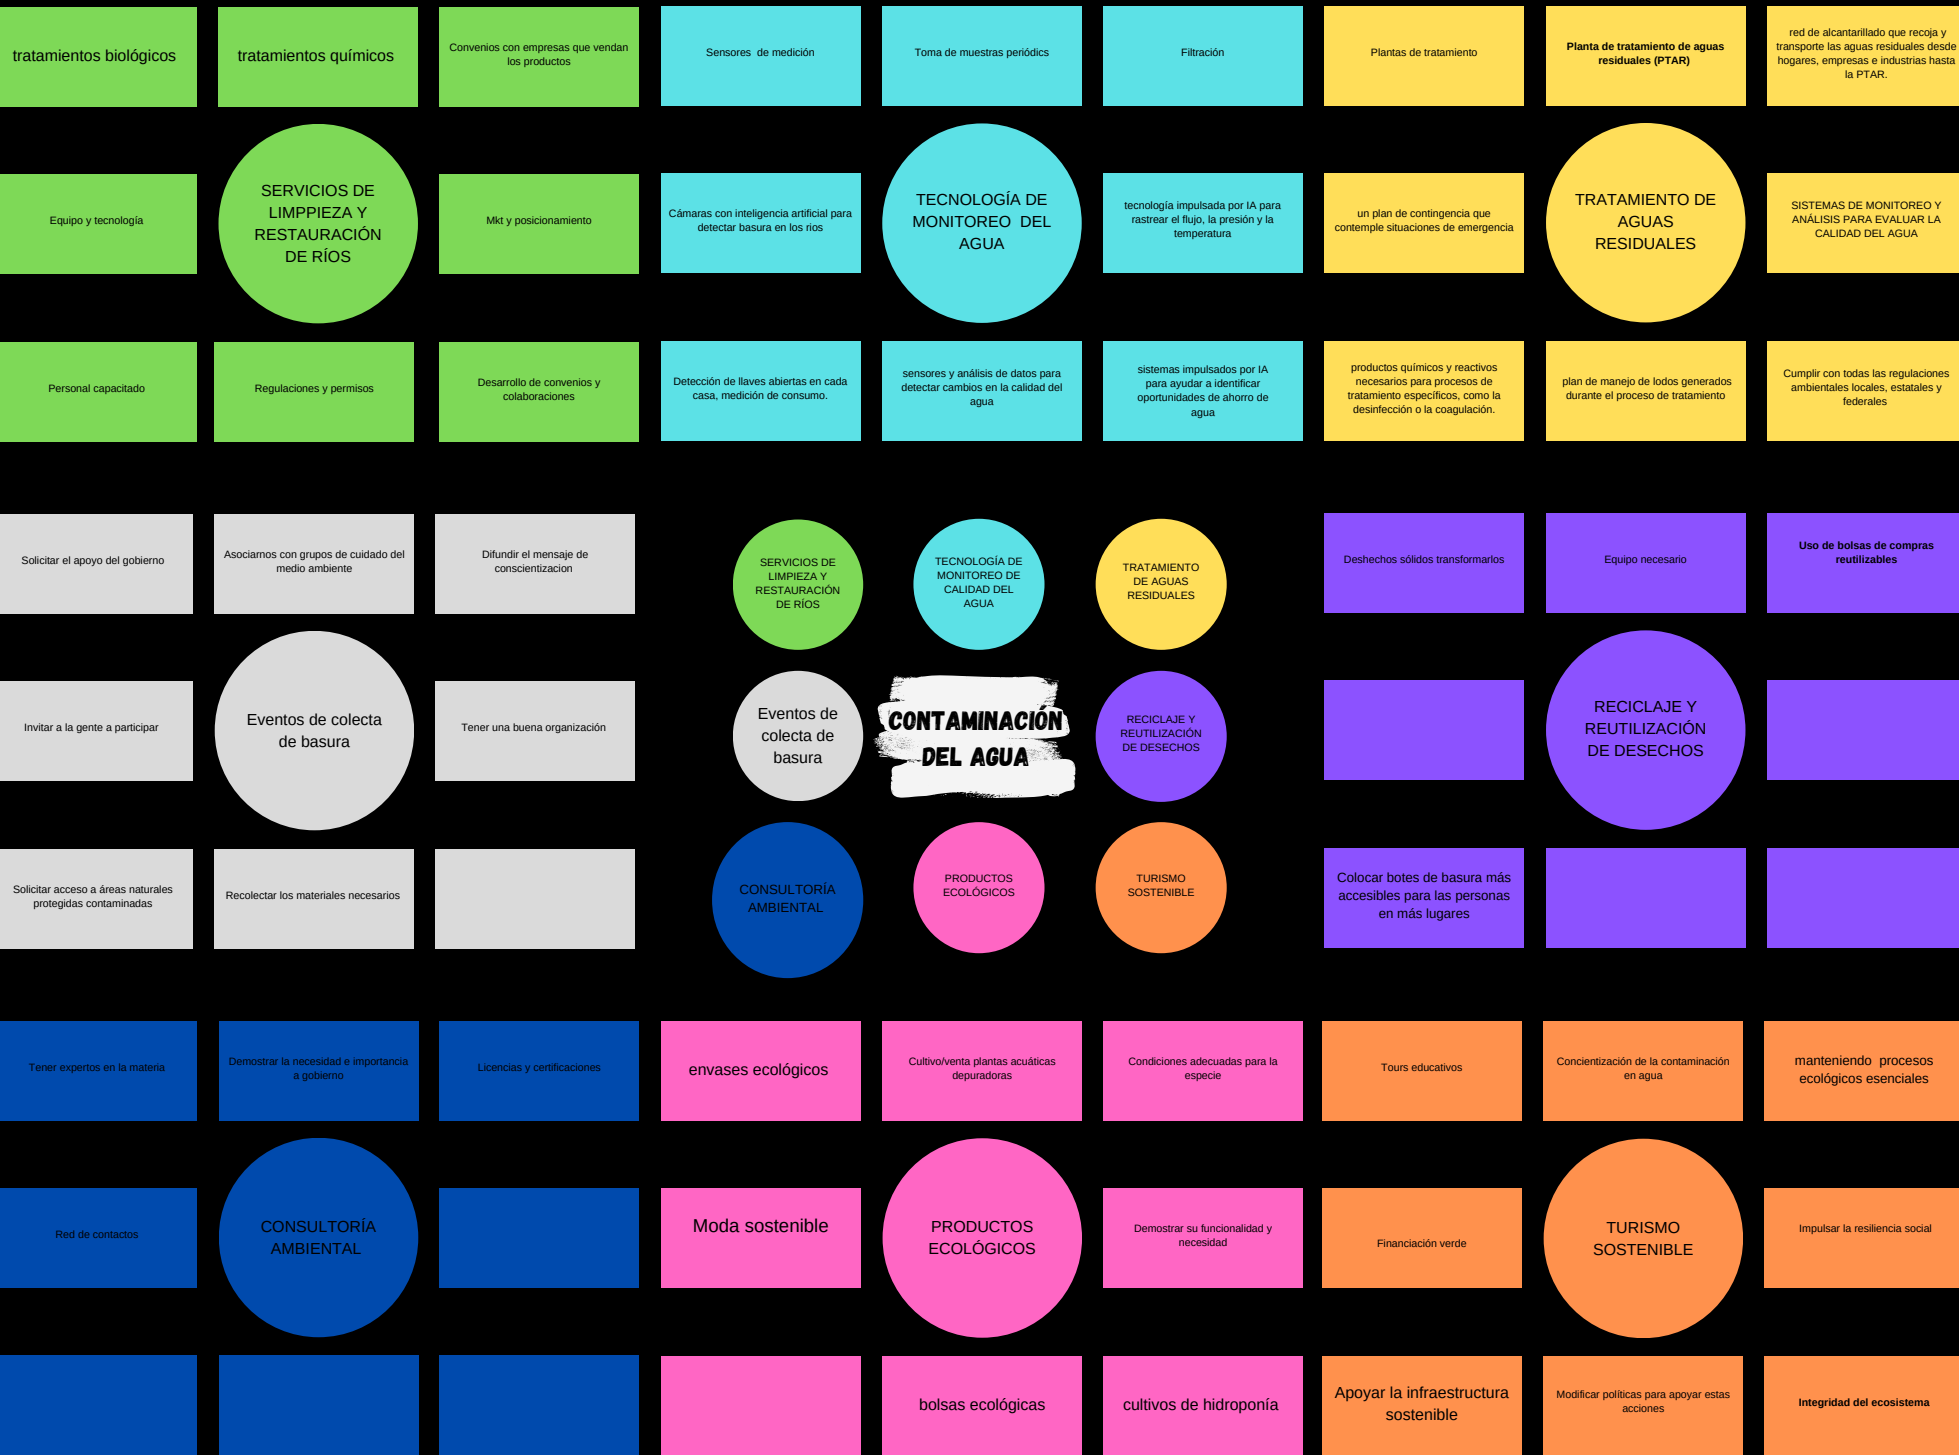 tratamientos biológicos
tratamientos químicos
Convenios con empresas que vendan
los productos
Equipo y tecnología
SERVICIOS DE
LIMPPIEZA Y
RESTAURACIÓN
DE RÍOS
Mkt y posicionamiento
Personal capacitado
Regulaciones y permisos
Desarrollo de convenios y
colaboraciones
Sensores  de medición
Toma de muestras periódics
Filtración
Cámaras con inteligencia artificial para
detectar basura en los rios
TECNOLOGÍA DE
MONITOREO  DEL
AGUA
tecnología impulsada por IA para
rastrear el flujo, la presión y la
temperatura
Detección de llaves abiertas en cada
casa, medición de consumo.
sensores y análisis de datos para
detectar cambios en la calidad del
agua
sistemas impulsados por IA
para ayudar a identificar
oportunidades de ahorro de
agua
Plantas de tratamiento
Planta de tratamiento de aguas
residuales (PTAR)
red de alcantarillado que recoja y
transporte las aguas residuales desde
hogares, empresas e industrias hasta
la PTAR.
un plan de contingencia que
contemple situaciones de emergencia
TRATAMIENTO DE
AGUAS
RESIDUALES
SISTEMAS DE MONITOREO Y
ANÁLISIS PARA EVALUAR LA
CALIDAD DEL AGUA
productos químicos y reactivos
necesarios para procesos de
tratamiento específicos, como la
desinfección o la coagulación.
plan de manejo de lodos generados
durante el proceso de tratamiento
Cumplir con todas las regulaciones
ambientales locales, estatales y
federales
Solicitar el apoyo del gobierno
Asociarnos con grupos de cuidado del
medio ambiente
Difundir el mensaje de
conscientizacion
Invitar a la gente a participar
Eventos de colecta
de basura
Tener una buena organización
Solicitar acceso a áreas naturales
protegidas contaminadas
Recolectar los materiales necesarios
SERVICIOS DE
LIMPIEZA Y
RESTAURACIÓN
DE RÍOS
TECNOLOGÍA DE
MONITOREO DE
CALIDAD DEL
AGUA
TRATAMIENTO
DE AGUAS
RESIDUALES
Eventos de
colecta de
basura
CONTAMINACIÓN
DEL AGUA
RECICLAJE Y
REUTILIZACIÓN
DE DESECHOS
CONSULTORÍA
AMBIENTAL
PRODUCTOS
ECOLÓGICOS
TURISMO
SOSTENIBLE
Deshechos sólidos transformarlos
Equipo necesario
Uso de bolsas de compras
reutilizables
RECICLAJE Y
REUTILIZACIÓN
DE DESECHOS
Colocar botes de basura más
accesibles para las personas
en más lugares
Tener expertos en la materia
Demostrar la necesidad e importancia
a gobierno
Licencias y certificaciones
Red de contactos
CONSULTORÍA
AMBIENTAL
envases ecológicos
Cultivo/venta plantas acuáticas
depuradoras
Condiciones adecuadas para la
especie
Moda sostenible
PRODUCTOS
ECOLÓGICOS
Demostrar su funcionalidad y
necesidad
bolsas ecológicas
cultivos de hidroponía
Tours educativos
Concientización de la contaminación
en agua
manteniendo  procesos
ecológicos esenciales
Financiación verde
TURISMO
SOSTENIBLE
Impulsar la resiliencia social
Apoyar la infraestructura
sostenible
Modificar políticas para apoyar estas
acciones
Integridad del ecosistema